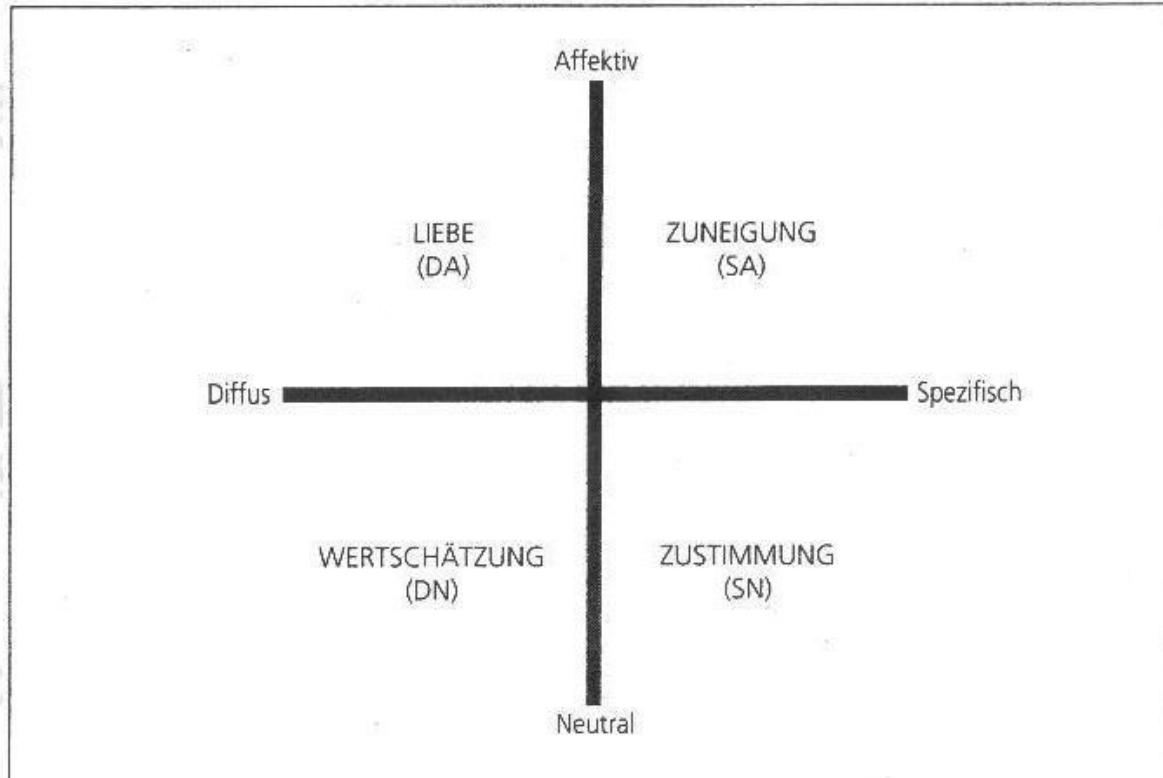 Affektiv
LIEBE
(DA)
ZUNEIGUNG
(SA)
Diffus
Spezifisch
WERTSCHÄTZUNG
(DN)
ZUSTIMMUNG
(SN)
Neutral